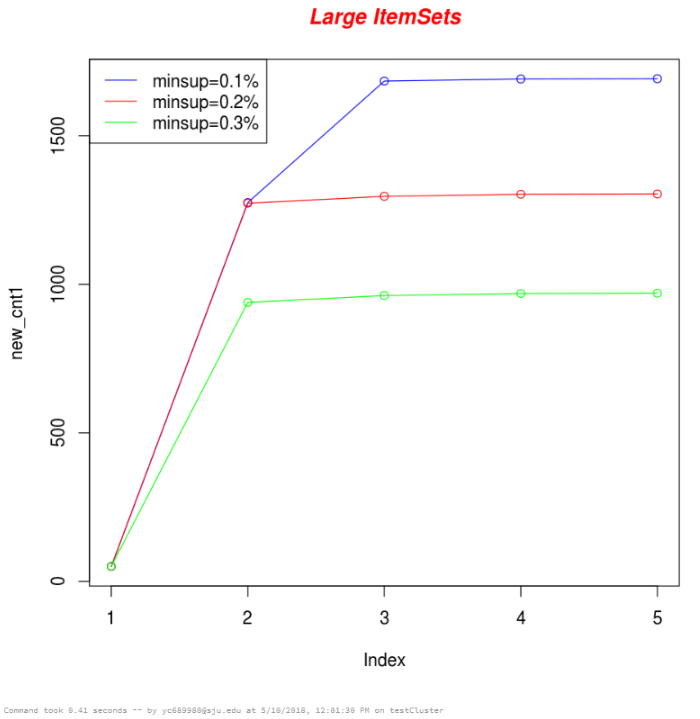 Large ItemSets
minsup=0.1%
minsup=0.2%
minsup=0.3%
1500
1000
500
0
new_cnt1
1 2 3 4 5
Index
Command took 0.41 seconds -- by yc689980@sju.edu at 5/10/2018, 12:01:30 PM on testCluster